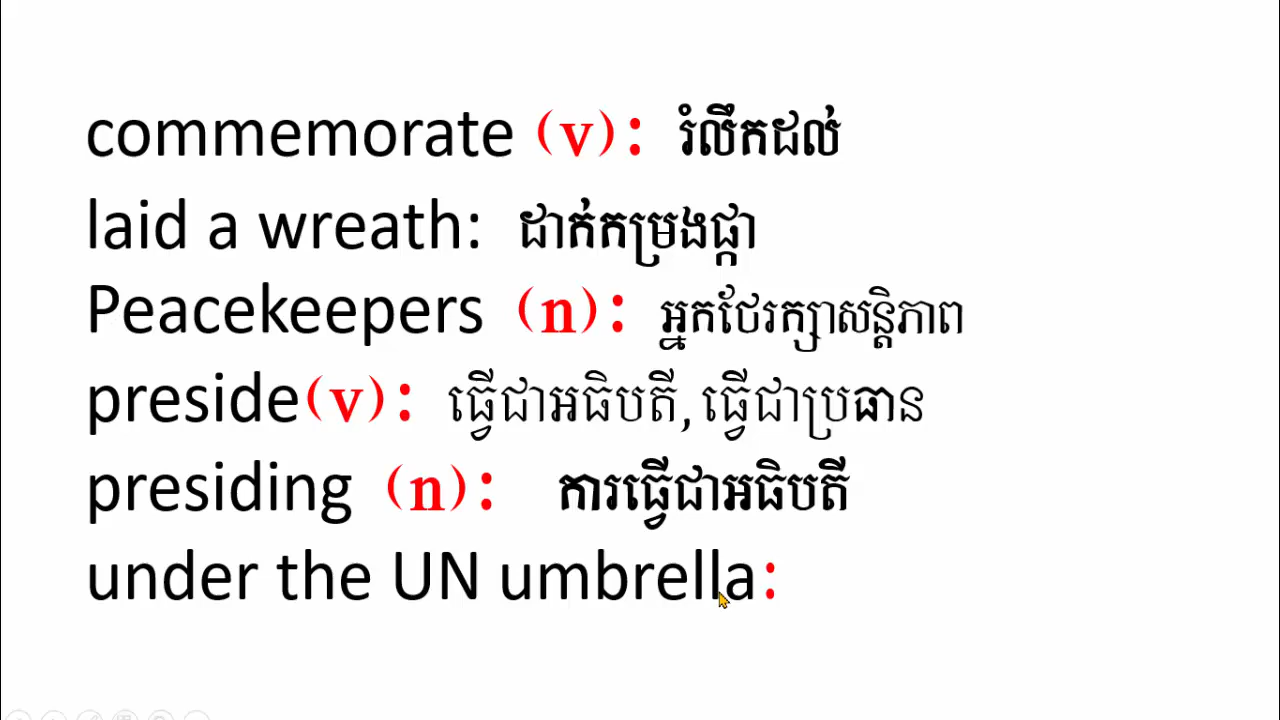 commemorate (v): រំលឹកដល់
laid a wreath: ដាក់កម្រងផ្កា
Peacekeepers (n): អ្នកថែរក្សាសន្តិភាព
preside(v): ធ្វើជាអធិបតី, ធ្វើជាប្រធាន
presiding (n): ការធ្វើជាអធិបតី
under the UN umbrella: